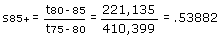 s85+ = t80-85 / t75-80 = 221,135 / 410,399 = .53882